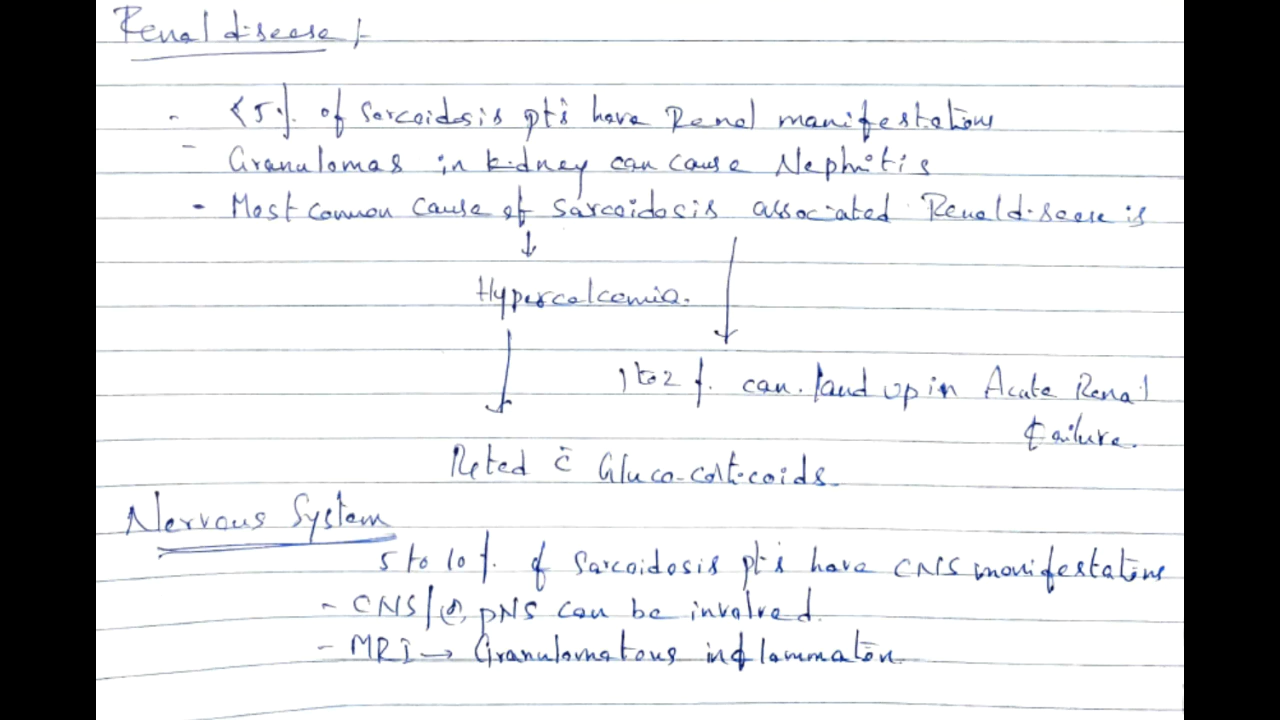 Renal disease :-
- <5%. of Sarcoidosis pt's have Renal manifestations
- Granulomas in kidney can cause Nephritis
- Most common cause of Sarcoidosis associated Renal disease is
↓
Hypercalcemia.
1 to 2 %. can land up in Acute Renal
Failure.
c̄ Gluco-corticoids
Nervous System
5 to 10 %. of Sarcoidosis pt's have CNS manifestations
- CNS/(or) PNS can be involved.
- MRI → Granulomatous inflammation